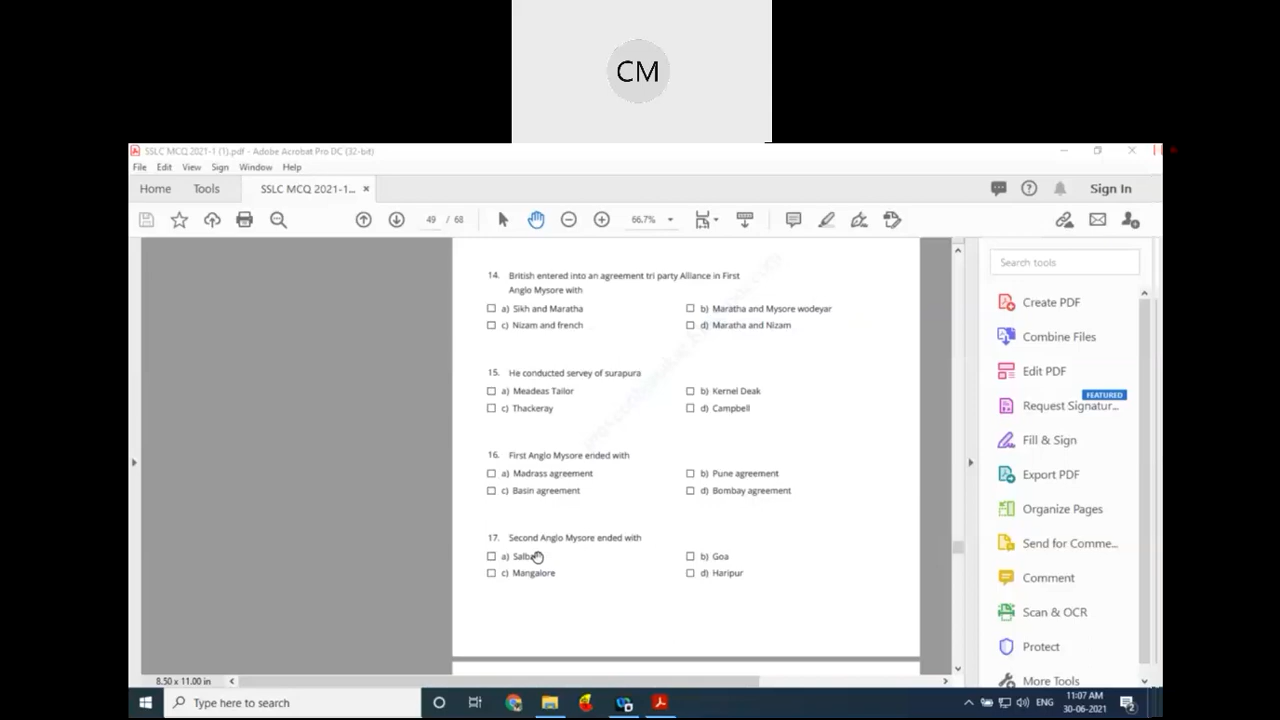 CM
SSLC MCQ 2021-1 (1).pdf - Adobe Acrobat Pro DC (32-bit)
File Edit View Sign Window Help
Home Tools SSLC MCQ 2021-1... × Sign In
49 / 68 66.7%
14. British entered into an agreement tri party Alliance in First
Anglo Mysore with
a) Sikh and Maratha b) Maratha and Mysore wodeyar
c) Nizam and french d) Maratha and Nizam
15. He conducted servey of surapura
a) Meadeas Tailor b) Kernel Deak
c) Thackeray d) Campbell
16. First Anglo Mysore ended with
a) Madrass agreement b) Pune agreement
c) Basin agreement d) Bombay agreement
17. Second Anglo Mysore ended with
a) b) Goa
c) Mangalore d) Haripur
Search tools
Create PDF
Combine Files
Edit PDF
FEATURED
Request Signatur...
Fill & Sign
Export PDF
Organize Pages
Send for Comme...
Comment
Scan & OCR
Protect
More Tools
8.50 x 11.00 in
Type here to search
ENG
11:07 AM
30-06-2021
2